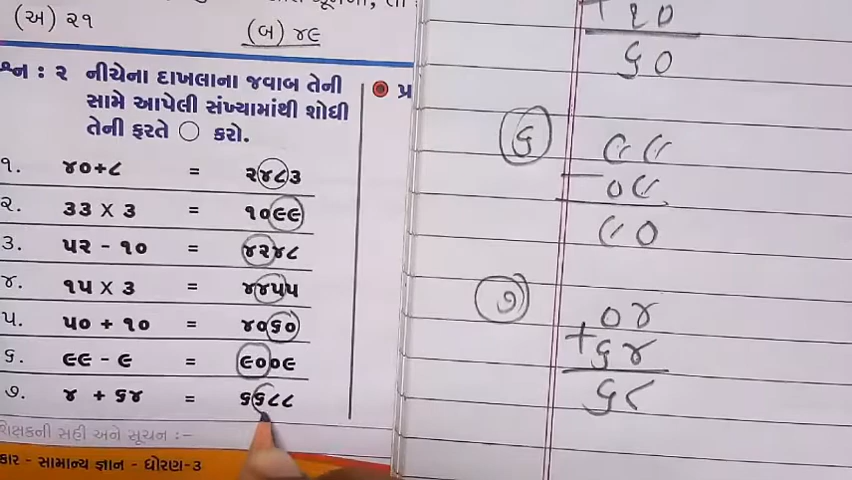 (અ) ૨૧
(બ) ૪૯
શ્ન : ૨ નીચેના દાખલાના જવાબ તેની
સામે આપેલી સંખ્યામાંથી શોધી
તેની ફરતે ○ કરો.
૧. ૪૦+૮ = ૨૪૮૩
૨. ૩૩ X ૩ = ૧૦૯૯
૩. ૫૨ - ૧૦ = ૪૨૪૮
૪. ૧૫ X ૩ = ૪૪૫૫
૫. ૫૦ + ૧૦ = ૪૦૬૦
૬. ૯૯ - ૯ = ૯૦૦૯
૭. ૪ + ૬૪ = ૬૬૮૮
શિક્ષકની સહી અને સૂચન :-
કાર - સામાન્ય જ્ઞાન - ધોરણ-3
પ્ર
+ ૧૦
૬૦
૬ ૯૯
- ૦૯
૯૦
૭ ૦૪
+ ૬૪
૬૮